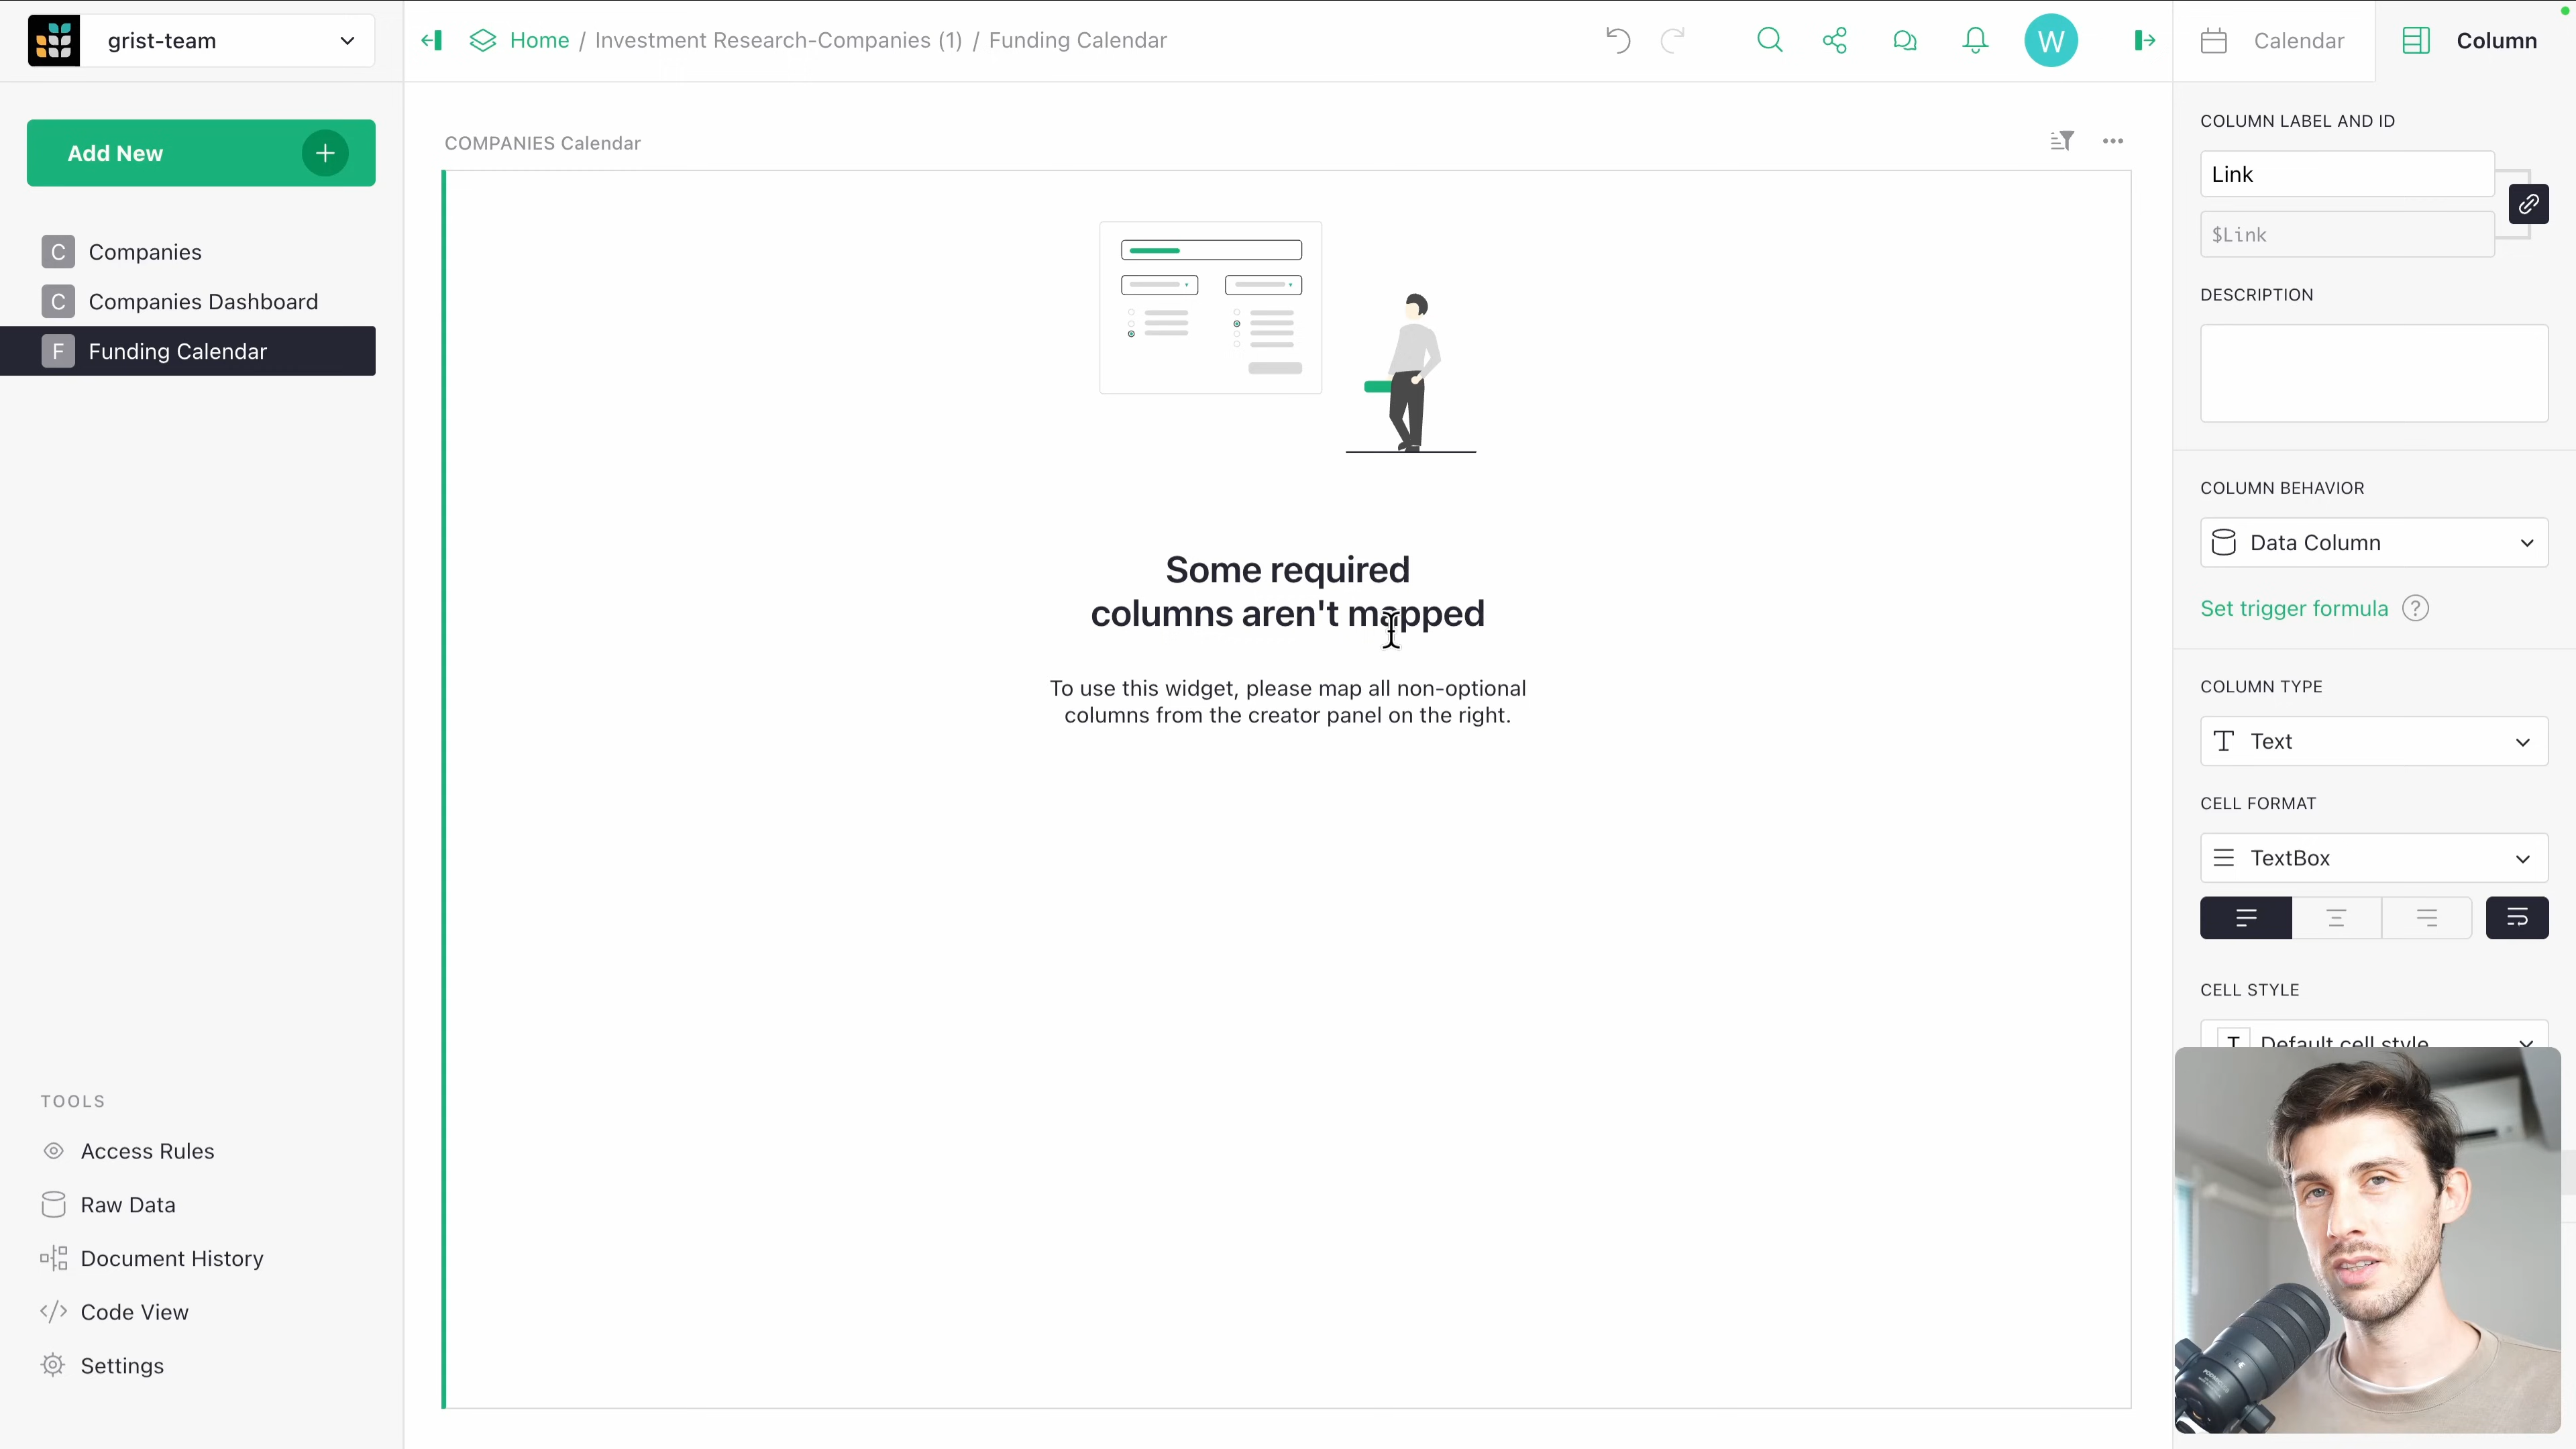 grist-team
Home / Investment Research-Companies (1) / Funding Calendar
W
Calendar
Column
Add New
C Companies
C Companies Dashboard
F Funding Calendar
TOOLS
Access Rules
Raw Data
Document History
Code View
Settings
COMPANIES Calendar
Some required
columns aren't mapped
To use this widget, please map all non-optional
columns from the creator panel on the right.
COLUMN LABEL AND ID
Link
$Link
DESCRIPTION
COLUMN BEHAVIOR
Data Column
Set trigger formula ?
COLUMN TYPE
T Text
CELL FORMAT
TextBox
CELL STYLE
T Default cell style